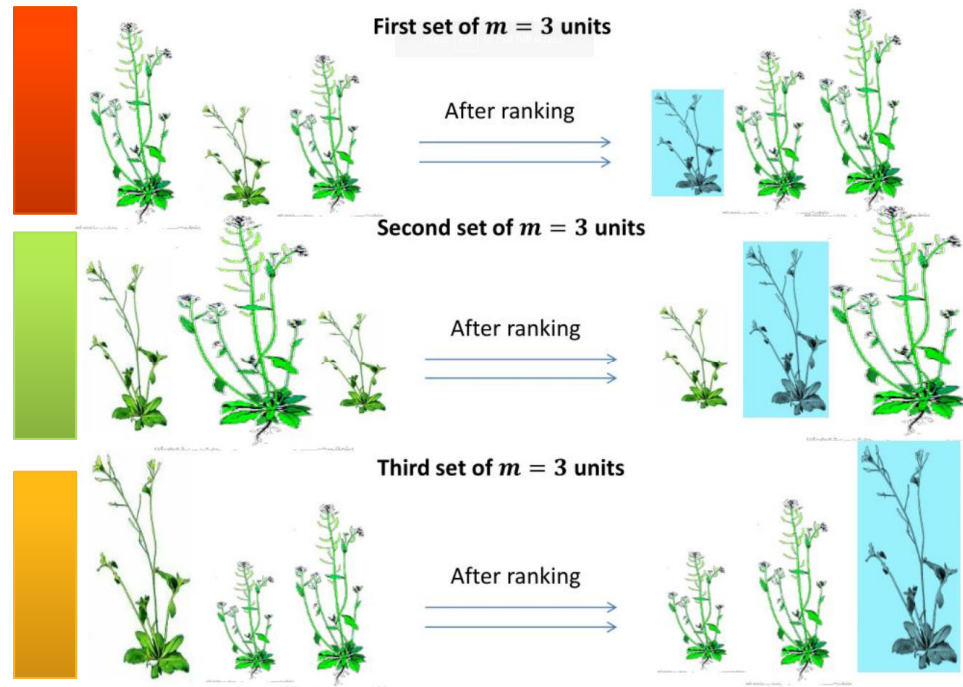 First set of m = 3 units
After ranking
Second set of m = 3 units
After ranking
Third set of m = 3 units
After ranking